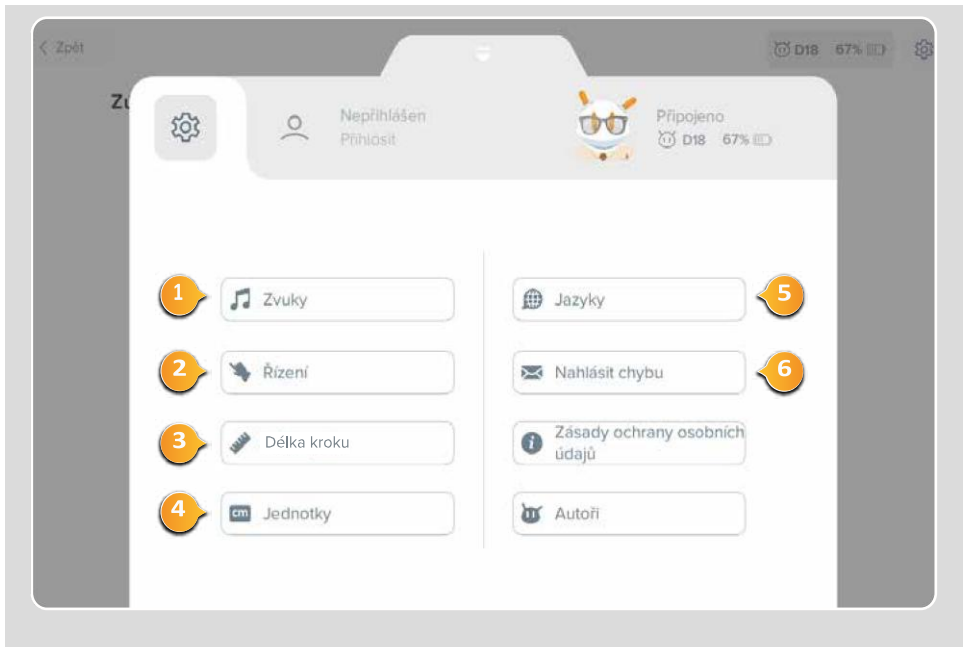 Zpět
D18 67%
Zu
Nepřihlášen
Přihlosit
Připojeno
D18 67%
1
Zvuky
2
Řízení
3
Délka kroku
4
cm
Jednotky
5
Jazyky
6
Nahlásit chybu
Zásady ochrany osobních
údajů
Autoři